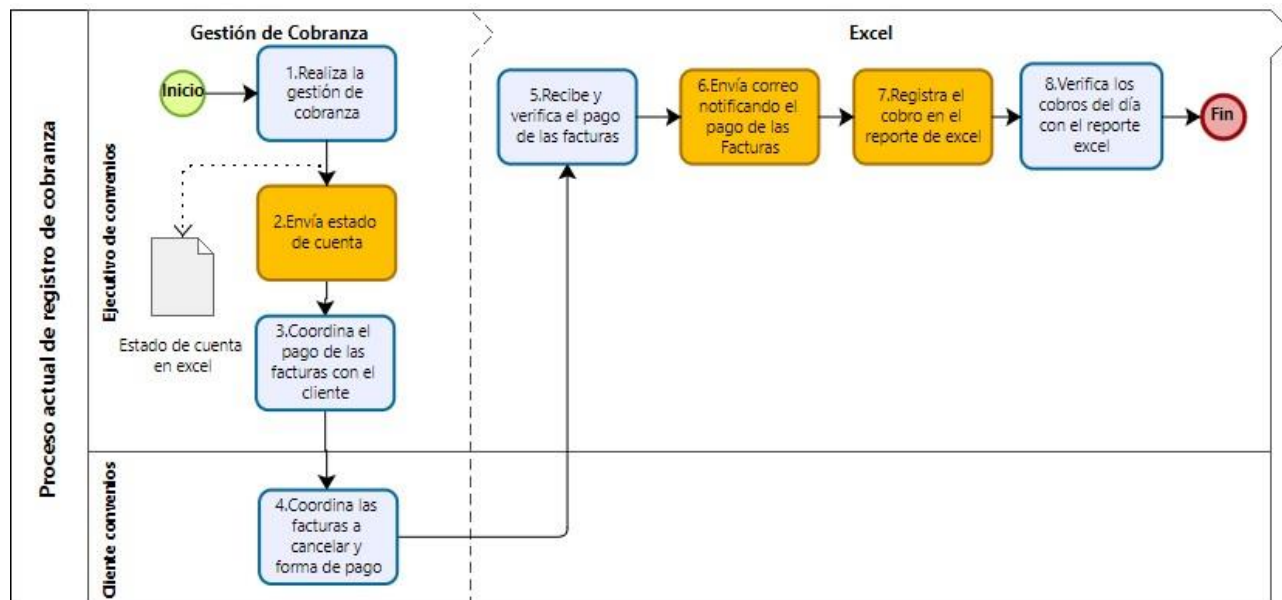 Proceso actual de registro de cobranza
Gestión de Cobranza
Excel
Ejecutivo de convenios
Inicio
1.Realiza la
gestión de
cobranza
2.Envía estado
de cuenta
Estado de cuenta
en excel
3.Coordina el
pago de las
facturas con el
cliente
Cliente convenios
4.Coordina las
facturas a
cancelar y
forma de pago
5.Recibe y
verifica el pago
de las facturas
6.Envía correo
notificando el
pago de las
Facturas
7.Registra el
cobro en el
reporte de excel
8.Verifica los
cobros del día
con el reporte
excel
Fin